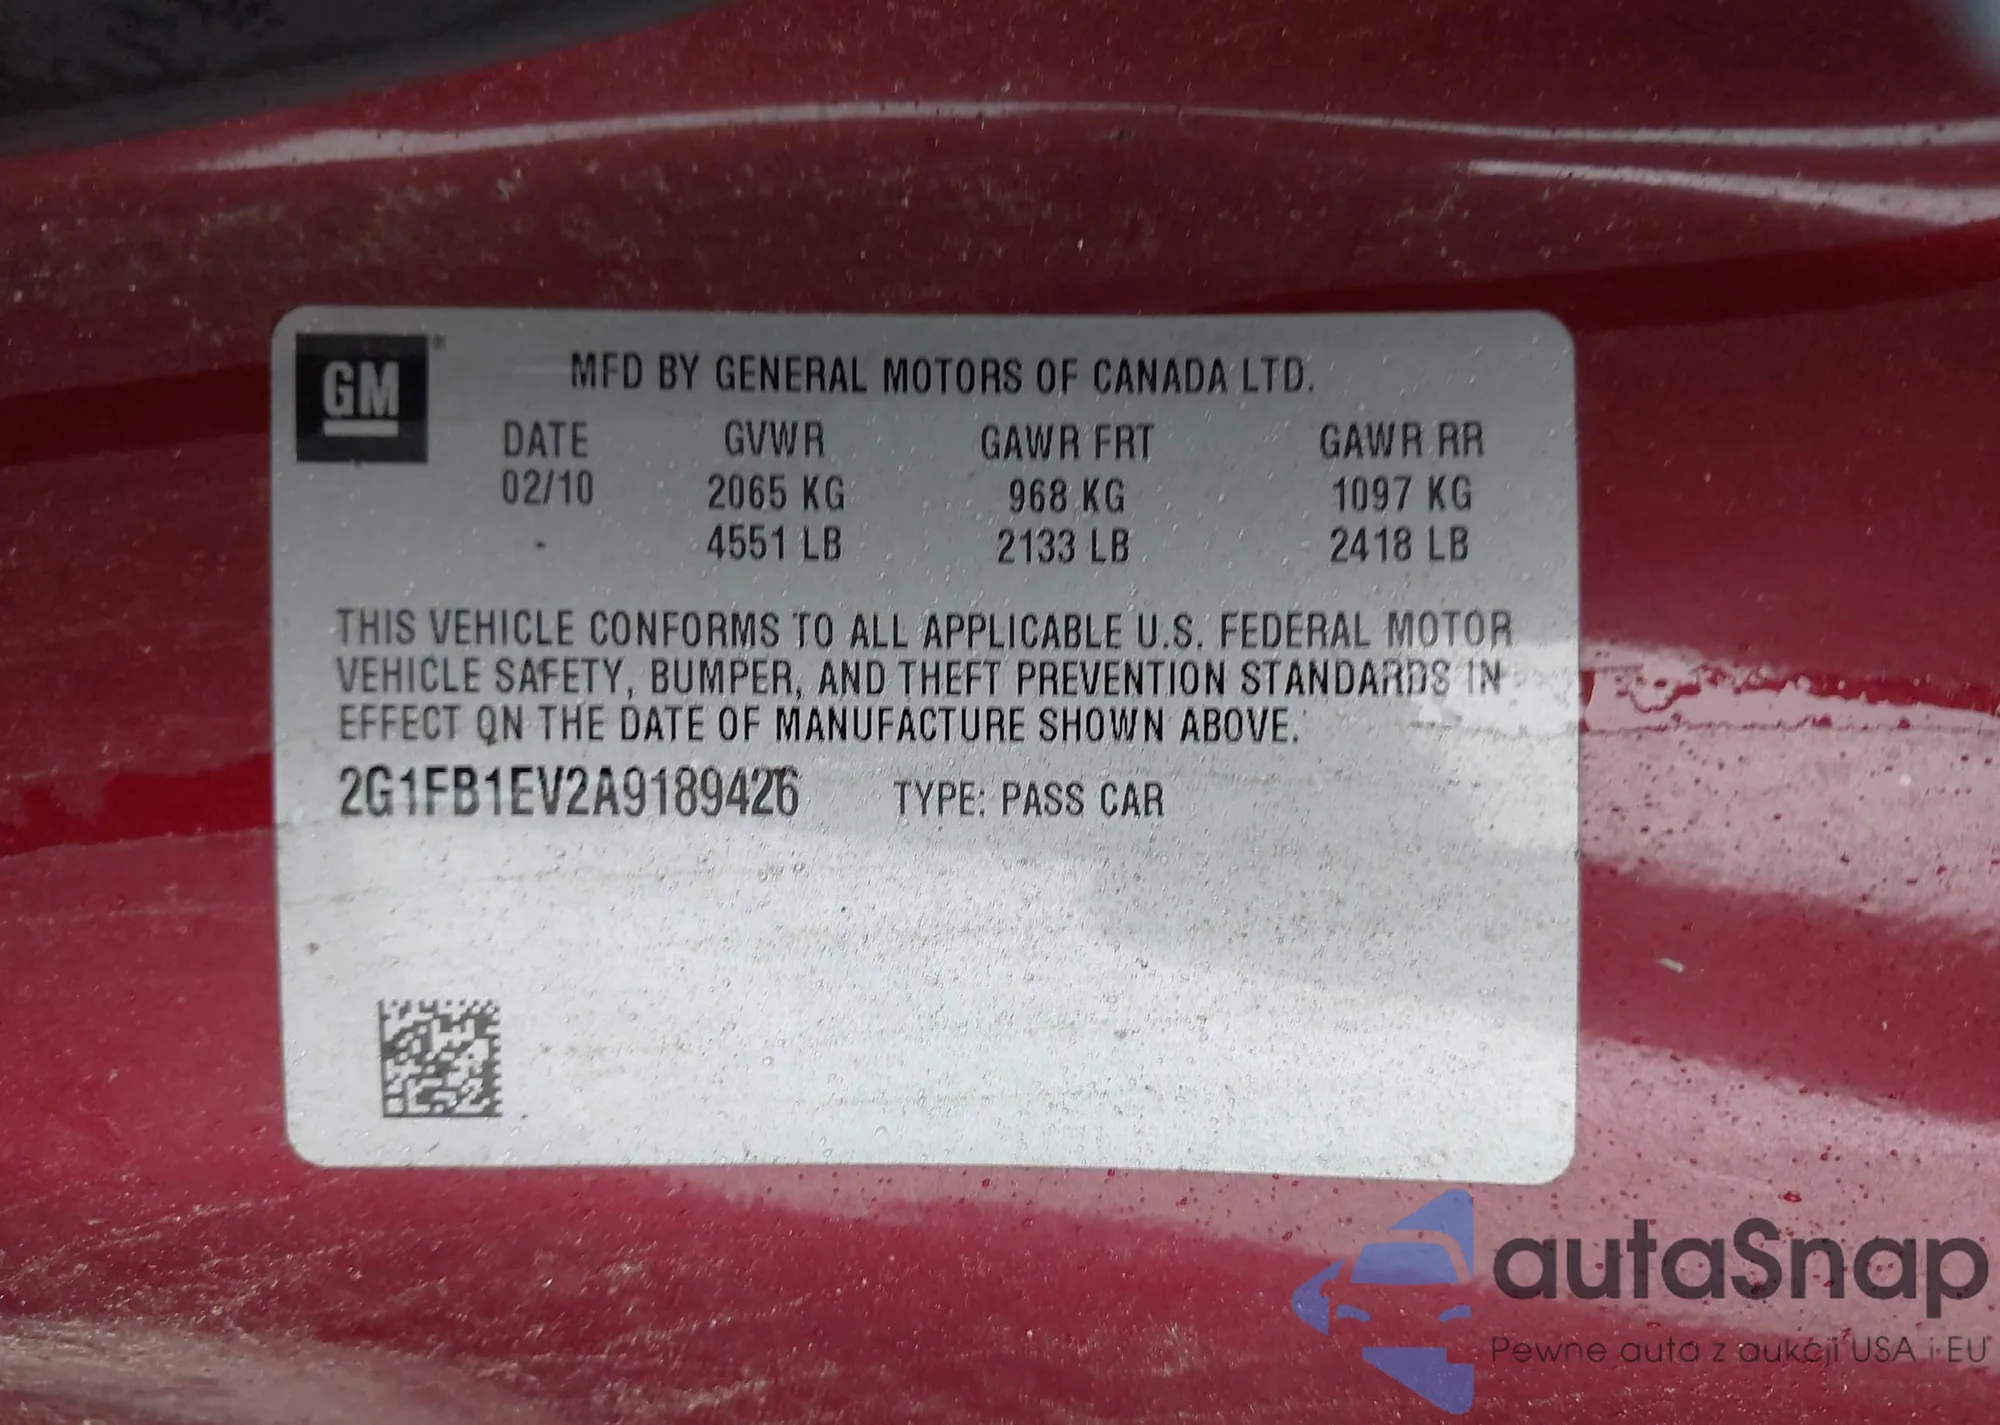 GM
MFD BY GENERAL MOTORS OF CANADA LTD.
DATE GVWR GAWR FRT GAWR RR
02/10 2065 KG 968 KG 1097 KG
- 4551 LB 2133 LB 2418 LB
THIS VEHICLE CONFORMS TO ALL APPLICABLE U.S. FEDERAL MOTOR
VEHICLE SAFETY, BUMPER, AND THEFT PREVENTION STANDARDS IN
EFFECT ON THE DATE OF MANUFACTURE SHOWN ABOVE.
2G1FB1EV2A9189426 TYPE: PASS CAR
autaSnap
Pewne auta z aukcji USA i EU